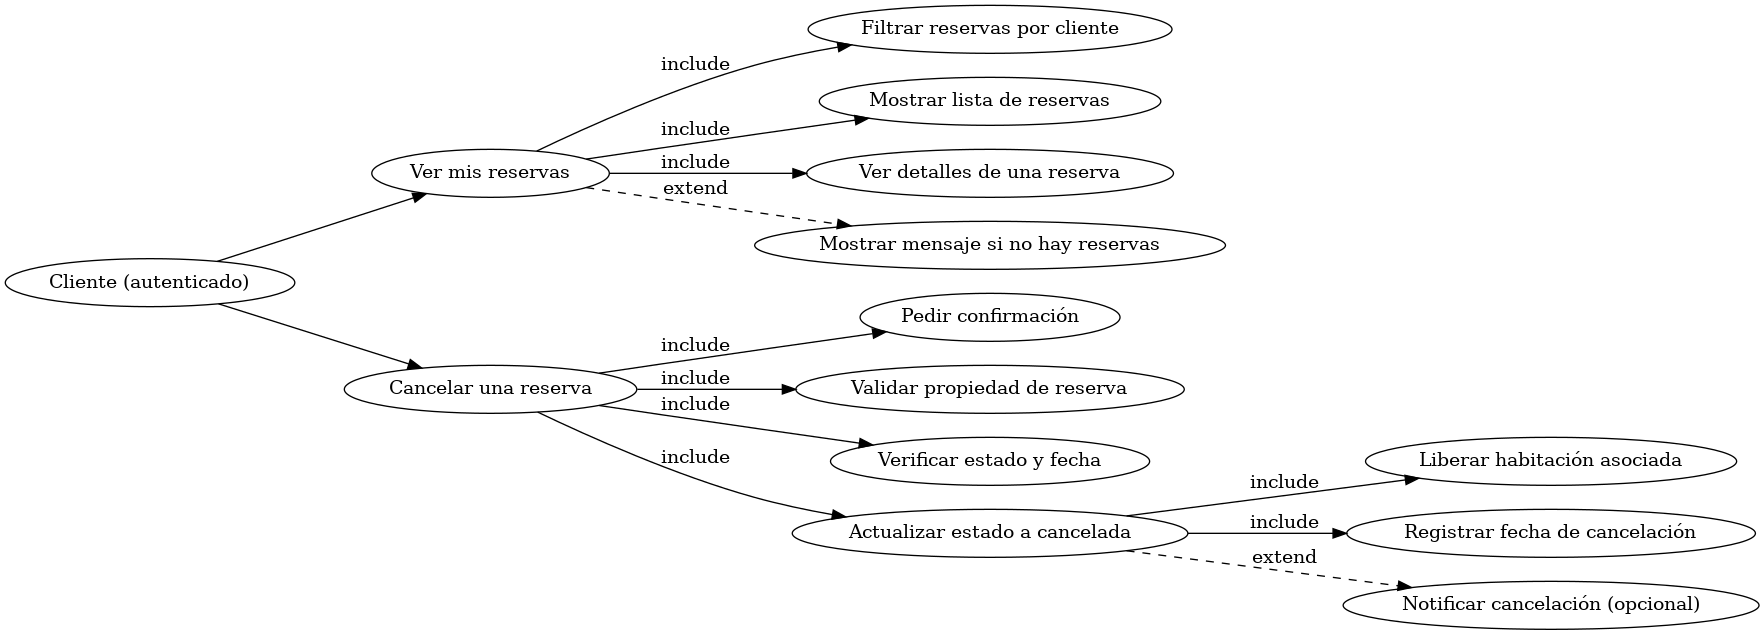 Filtrar reservas por cliente
include
Mostrar lista de reservas
include
Ver mis reservas
include
Ver detalles de una reserva
extend
Mostrar mensaje si no hay reservas
Cliente (autenticado)
Pedir confirmación
include
Cancelar una reserva
include
Validar propiedad de reserva
include
Verificar estado y fecha
include
Actualizar estado a cancelada
Liberar habitación asociada
include
include
Registrar fecha de cancelación
extend
Notificar cancelación (opcional)